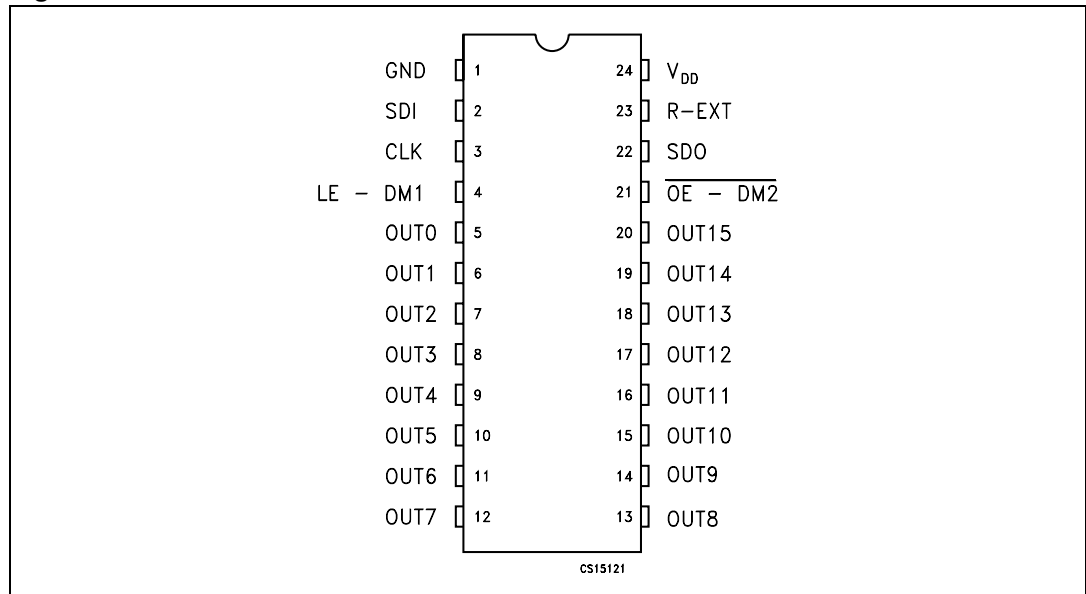 GND 1 24 VDD
SDI 2 23 R-EXT
CLK 3 22 SDO
LE - DM1 4 21 OE - DM2
OUT0 5 20 OUT15
OUT1 6 19 OUT14
OUT2 7 18 OUT13
OUT3 8 17 OUT12
OUT4 9 16 OUT11
OUT5 10 15 OUT10
OUT6 11 14 OUT9
OUT7 12 13 OUT8
CS15121